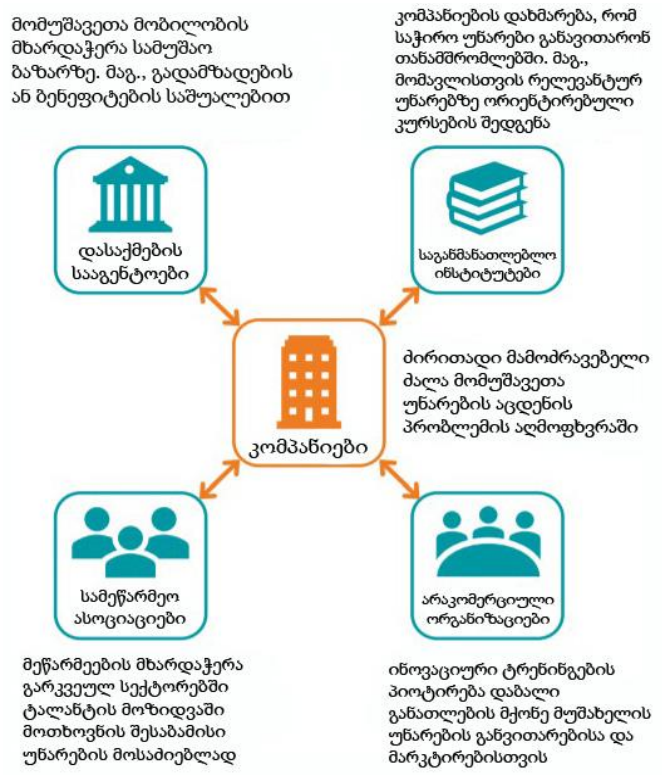 მომუშავეთა მობილობის
მხარდაჭერა სამუშაო
ბაზარზე. მაგ., გადამზადების
ან ბენეფიტების საშუალებით
კომპანიების დახმარება, რომ
საჭირო უნარები განავითარონ
თანამშრომლებში. მაგ.,
მომავლისთვის რელევანტურ
უნარებზე ორიენტირებული
კურსების შედგენა
დასაქმების
სააგენტოები
საგანმანათლებლო
ინსტიტუტები
კომპანიები
ძირითადი მამოძრავებელი
ძალა მომუშავეთა
უნარების აცდენის
პრობლემის აღმოფხვრაში
სამეწარმეო
ასოციაციები
არაკომერციული
ორგანიზაციები
მეწარმეების მხარდაჭერა
გარკვეულ სექტორებში
ტალანტის მოზიდვაში
მოთხოვნის შესაბამისი
უნარების მოსაძიებლად
ინოვაციური ტრენინგების
პიოტირება დაბალი
განათლების მქონე მუშახელის
უნარების განვითარებისა და
მარკტირებისთვის